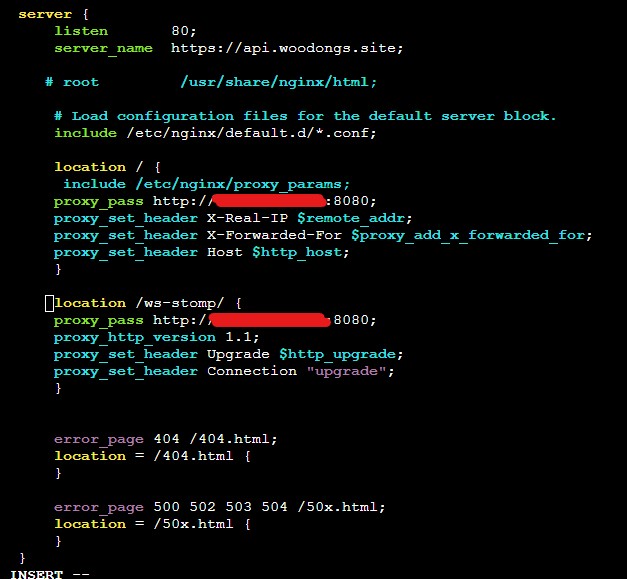 server {
listen 80;
server_name https://api.woodongs.site;
# root /usr/share/nginx/html;
# Load configuration files for the default server block.
include /etc/nginx/default.d/*.conf;
location / {
include /etc/nginx/proxy_params;
proxy_pass http:/ :8080;
proxy_set_header X-Real-IP $remote_addr;
proxy_set_header X-Forwarded-For $proxy_add_x_forwarded_for;
proxy_set_header Host $http_host;
}
location /ws-stomp/ {
proxy_pass http:/ :8080;
proxy_http_version 1.1;
proxy_set_header Upgrade $http_upgrade;
proxy_set_header Connection "upgrade";
}
error_page 404 /404.html;
location = /404.html {
}
error_page 500 502 503 504 /50x.html;
location = /50x.html {
}
}
INSERT --